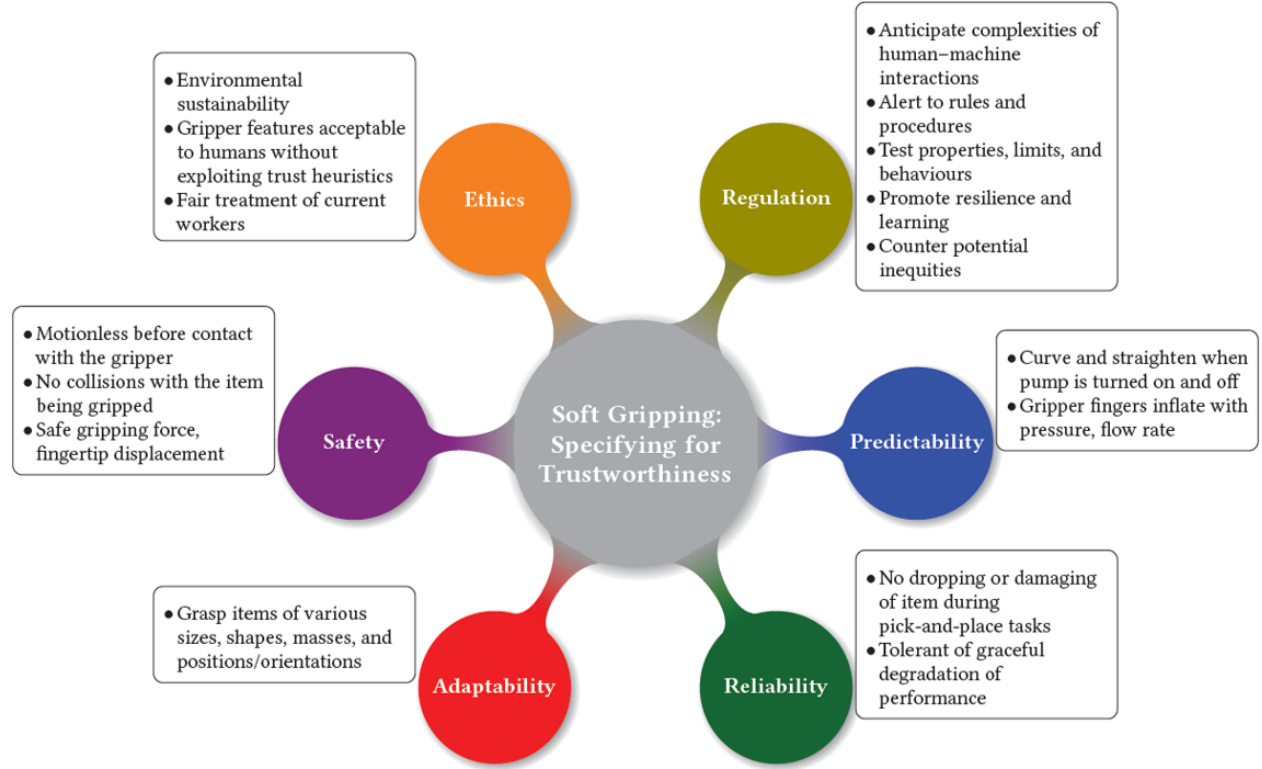 ● Environmental
sustainability
● Gripper features acceptable
to humans without
exploiting trust heuristics
● Fair treatment of current
workers
Ethics
● Anticipate complexities of
human–machine
interactions
● Alert to rules and
procedures
● Test properties, limits, and
behaviours
● Promote resilience and
learning
● Counter potential
inequities
Regulation
● Motionless before contact
with the gripper
● No collisions with the item
being gripped
● Safe gripping force,
fingertip displacement
Safety
Soft Gripping:
Specifying for
Trustworthiness
Predictability
● Curve and straighten when
pump is turned on and off
● Gripper fingers inflate with
pressure, flow rate
● Grasp items of various
sizes, shapes, masses, and
positions/orientations
Adaptability
Reliability
● No dropping or damaging
of item during
pick-and-place tasks
● Tolerant of graceful
degradation of
performance